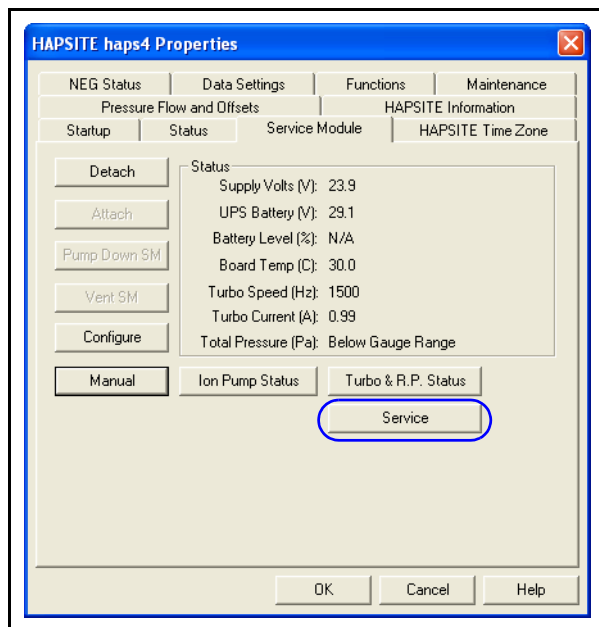 HAPSITE haps4 Properties
NEG Status Data Settings Functions Maintenance
Pressure Flow and Offsets HAPSITE Information
Startup Status Service Module HAPSITE Time Zone
Detach
Attach
Pump Down SM
Vent SM
Configure
Manual
Status
Supply Volts (V): 23.9
UPS Battery (V): 29.1
Battery Level (%): N/A
Board Temp (C): 30.0
Turbo Speed (Hz): 1500
Turbo Current (A): 0.99
Total Pressure (Pa): Below Gauge Range
Ion Pump Status
Turbo & R.P. Status
Service
OK Cancel Help